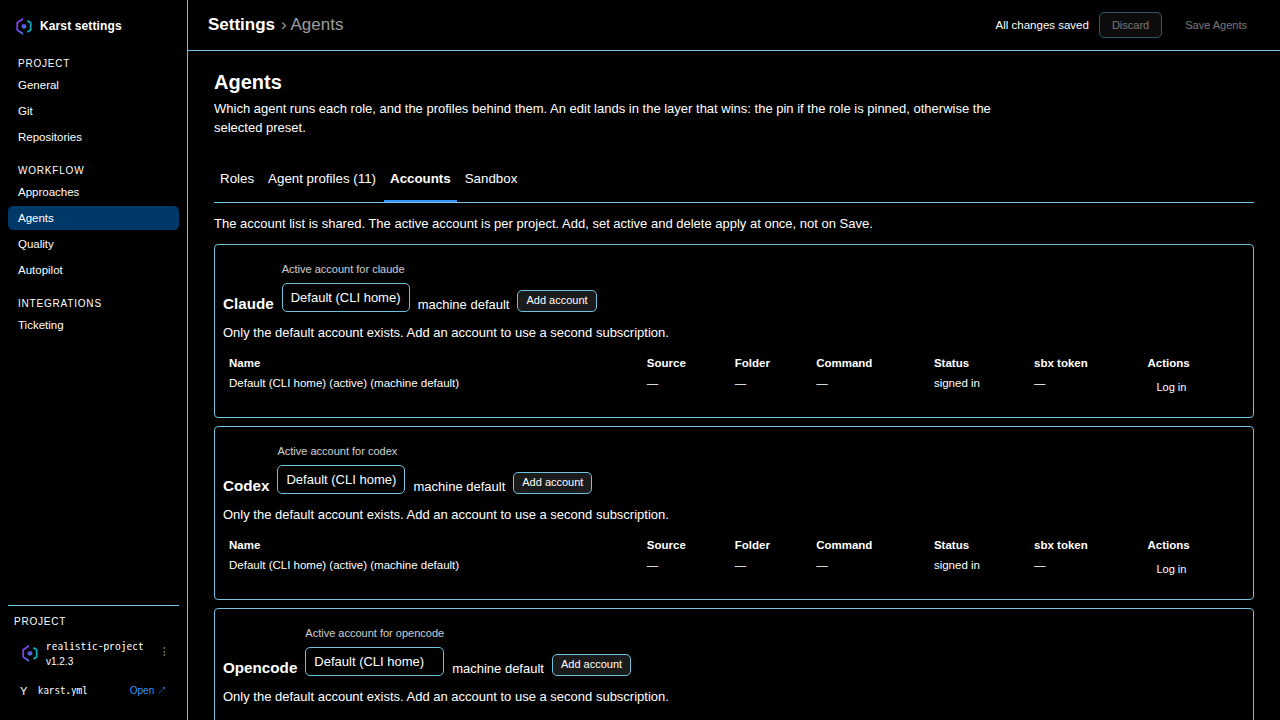 Karst settings
PROJECT
General
Git
Repositories
WORKFLOW
Approaches
Agents
Quality
Autopilot
INTEGRATIONS
Ticketing
PROJECT
realistic-project
v1.2.3
Y karst.yml Open ↗
Settings › Agents
All changes saved Discard Save Agents
Agents
Which agent runs each role, and the profiles behind them. An edit lands in the layer that wins: the pin if the role is pinned, otherwise the
selected preset.
Roles Agent profiles (11) Accounts Sandbox
The account list is shared. The active account is per project. Add, set active and delete apply at once, not on Save.
Active account for claude
Claude Default (CLI home) machine default Add account
Only the default account exists. Add an account to use a second subscription.
Name Source Folder Command Status sbx token Actions
Default (CLI home) (active) (machine default) — — — signed in — Log in
Active account for codex
Codex Default (CLI home) machine default Add account
Only the default account exists. Add an account to use a second subscription.
Name Source Folder Command Status sbx token Actions
Default (CLI home) (active) (machine default) — — — signed in — Log in
Active account for opencode
Opencode Default (CLI home) machine default Add account
Only the default account exists. Add an account to use a second subscription.